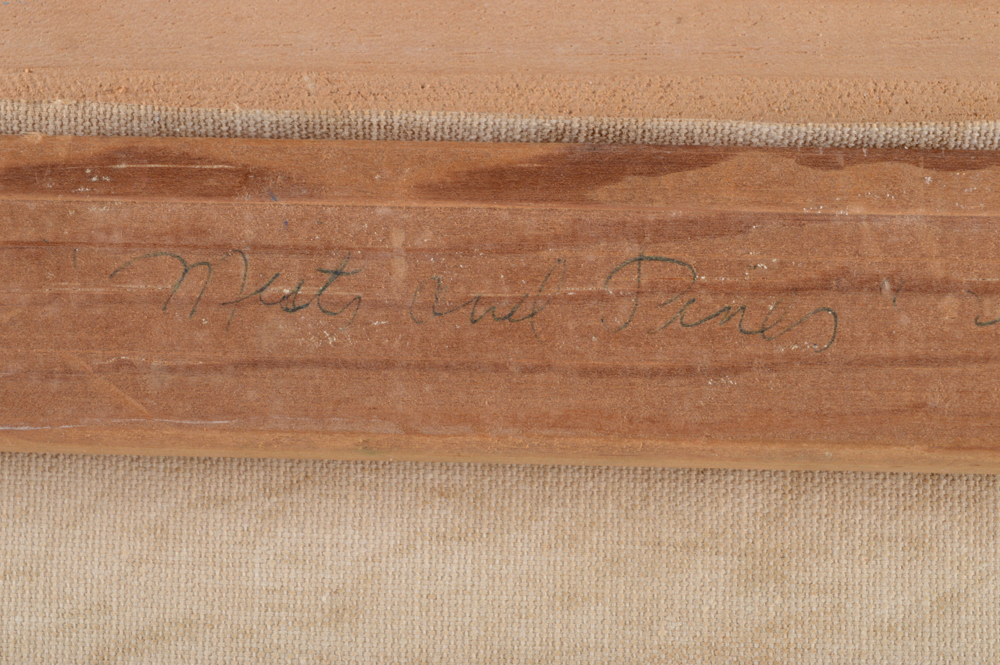 "Mists and Pines"